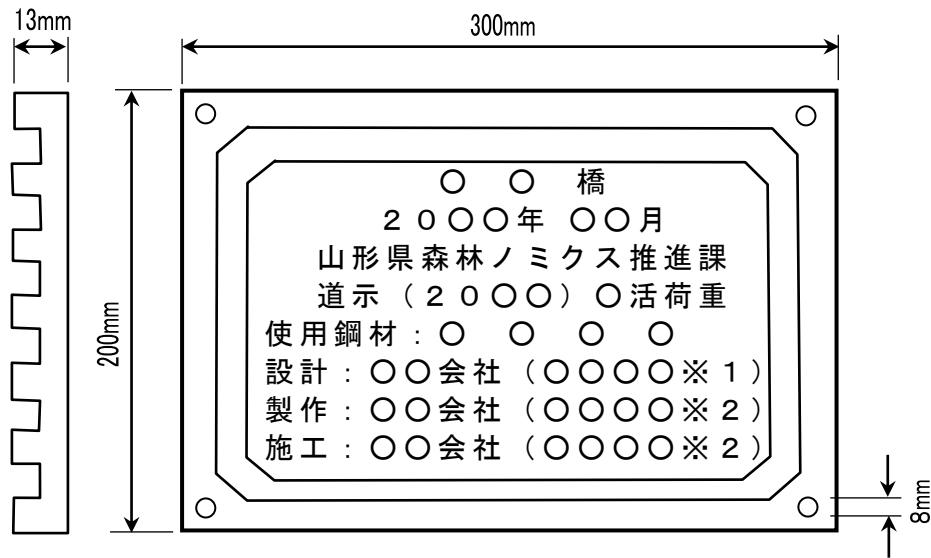 13mm
300mm
200mm
○ ○ 橋
20○○年 ○○月
山形県森林ノミクス推進課
道示(20○○)○活荷重
使用鋼材:○ ○ ○ ○
設計:○○会社(○○○○※1)
製作:○○会社(○○○○※2)
施工:○○会社(○○○○※2)
8mm